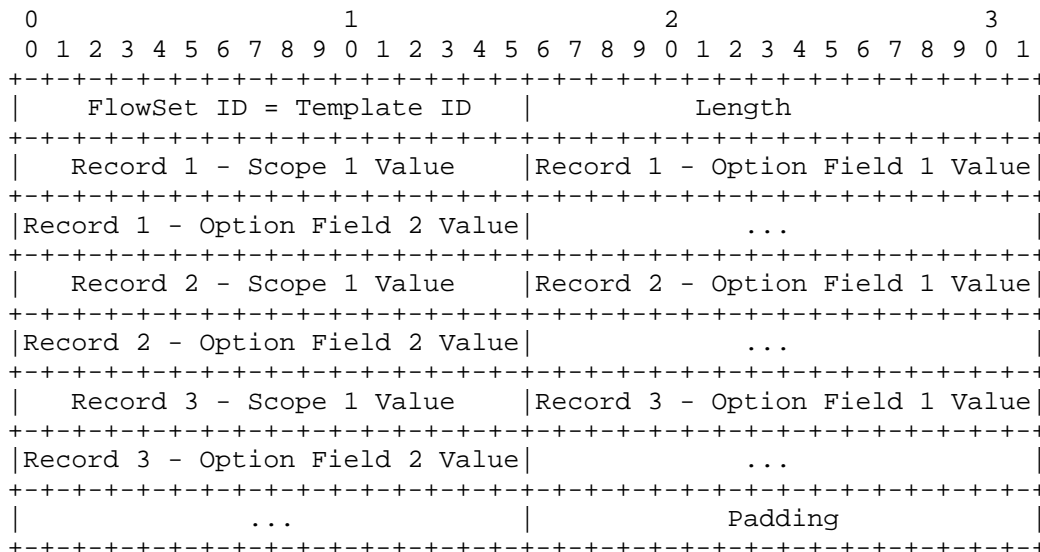 0                   1                   2                   3
 0 1 2 3 4 5 6 7 8 9 0 1 2 3 4 5 6 7 8 9 0 1 2 3 4 5 6 7 8 9 0 1
+-+-+-+-+-+-+-+-+-+-+-+-+-+-+-+-+-+-+-+-+-+-+-+-+-+-+-+-+-+-+-+-+
|    FlowSet ID = Template ID   |          Length               |
+-+-+-+-+-+-+-+-+-+-+-+-+-+-+-+-+-+-+-+-+-+-+-+-+-+-+-+-+-+-+-+-+
|   Record 1 - Scope 1 Value    |Record 1 - Option Field 1 Value|
+-+-+-+-+-+-+-+-+-+-+-+-+-+-+-+-+-+-+-+-+-+-+-+-+-+-+-+-+-+-+-+-+
|Record 1 - Option Field 2 Value|             ...               |
+-+-+-+-+-+-+-+-+-+-+-+-+-+-+-+-+-+-+-+-+-+-+-+-+-+-+-+-+-+-+-+-+
|   Record 2 - Scope 1 Value    |Record 2 - Option Field 1 Value|
+-+-+-+-+-+-+-+-+-+-+-+-+-+-+-+-+-+-+-+-+-+-+-+-+-+-+-+-+-+-+-+-+
|Record 2 - Option Field 2 Value|             ...               |
+-+-+-+-+-+-+-+-+-+-+-+-+-+-+-+-+-+-+-+-+-+-+-+-+-+-+-+-+-+-+-+-+
|   Record 3 - Scope 1 Value    |Record 3 - Option Field 1 Value|
+-+-+-+-+-+-+-+-+-+-+-+-+-+-+-+-+-+-+-+-+-+-+-+-+-+-+-+-+-+-+-+-+
|Record 3 - Option Field 2 Value|             ...               |
+-+-+-+-+-+-+-+-+-+-+-+-+-+-+-+-+-+-+-+-+-+-+-+-+-+-+-+-+-+-+-+-+
|              ...              |            Padding            |
+-+-+-+-+-+-+-+-+-+-+-+-+-+-+-+-+-+-+-+-+-+-+-+-+-+-+-+-+-+-+-+-+